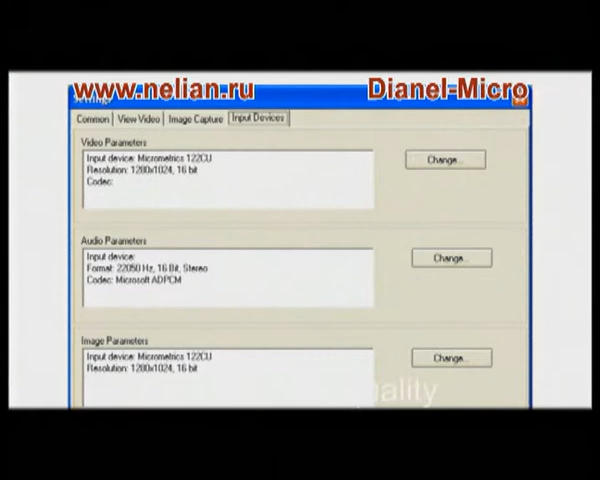 www.nelian.ru Dianel-Micro
Settings
Common View Video Image Capture Input Devices
Video Parameters
Input device: Micrometrics 122CU
Resolution: 1280x1024, 16 bit
Codec:
Change...
Audio Parameters
Input device:
Format: 22050 Hz, 16 Bit, Stereo
Codec: Microsoft ADPCM
Change...
Image Parameters
Input device: Micrometrics 122CU
Resolution: 1280x1024, 16 bit
Change...